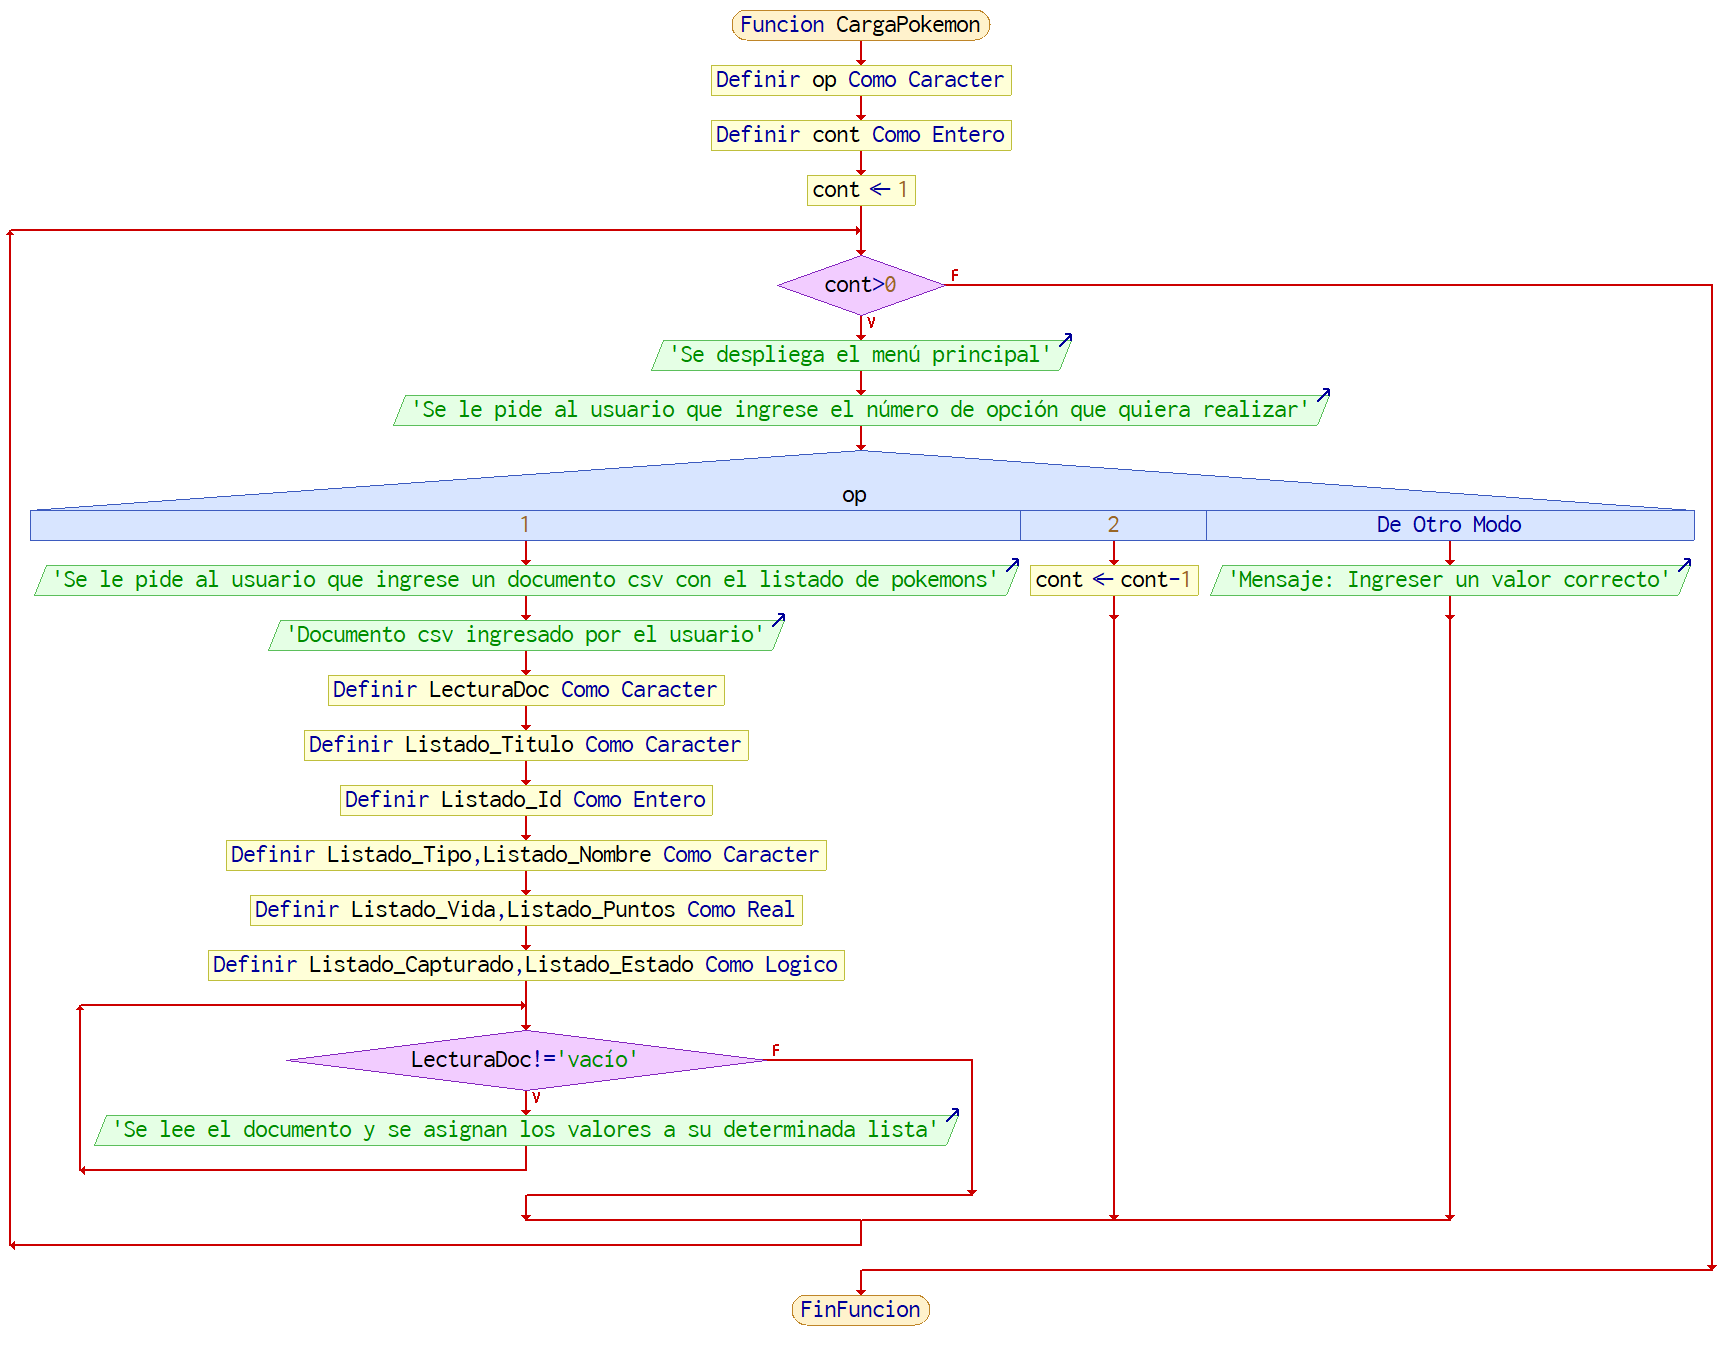 Funcion CargaPokemon
Definir op Como Caracter
Definir cont Como Entero
cont ← 1
cont>0
F
V
'Se despliega el menú principal'
'Se le pide al usuario que ingrese el número de opción que quiera realizar'
op
1
2
De Otro Modo
'Se le pide al usuario que ingrese un documento csv con el listado de pokemons'
cont ← cont-1
'Mensaje: Ingreser un valor correcto'
'Documento csv ingresado por el usuario'
Definir LecturaDoc Como Caracter
Definir Listado_Titulo Como Caracter
Definir Listado_Id Como Entero
Definir Listado_Tipo,Listado_Nombre Como Caracter
Definir Listado_Vida,Listado_Puntos Como Real
Definir Listado_Capturado,Listado_Estado Como Logico
LecturaDoc!='vacío'
F
V
'Se lee el documento y se asignan los valores a su determinada lista'
FinFuncion